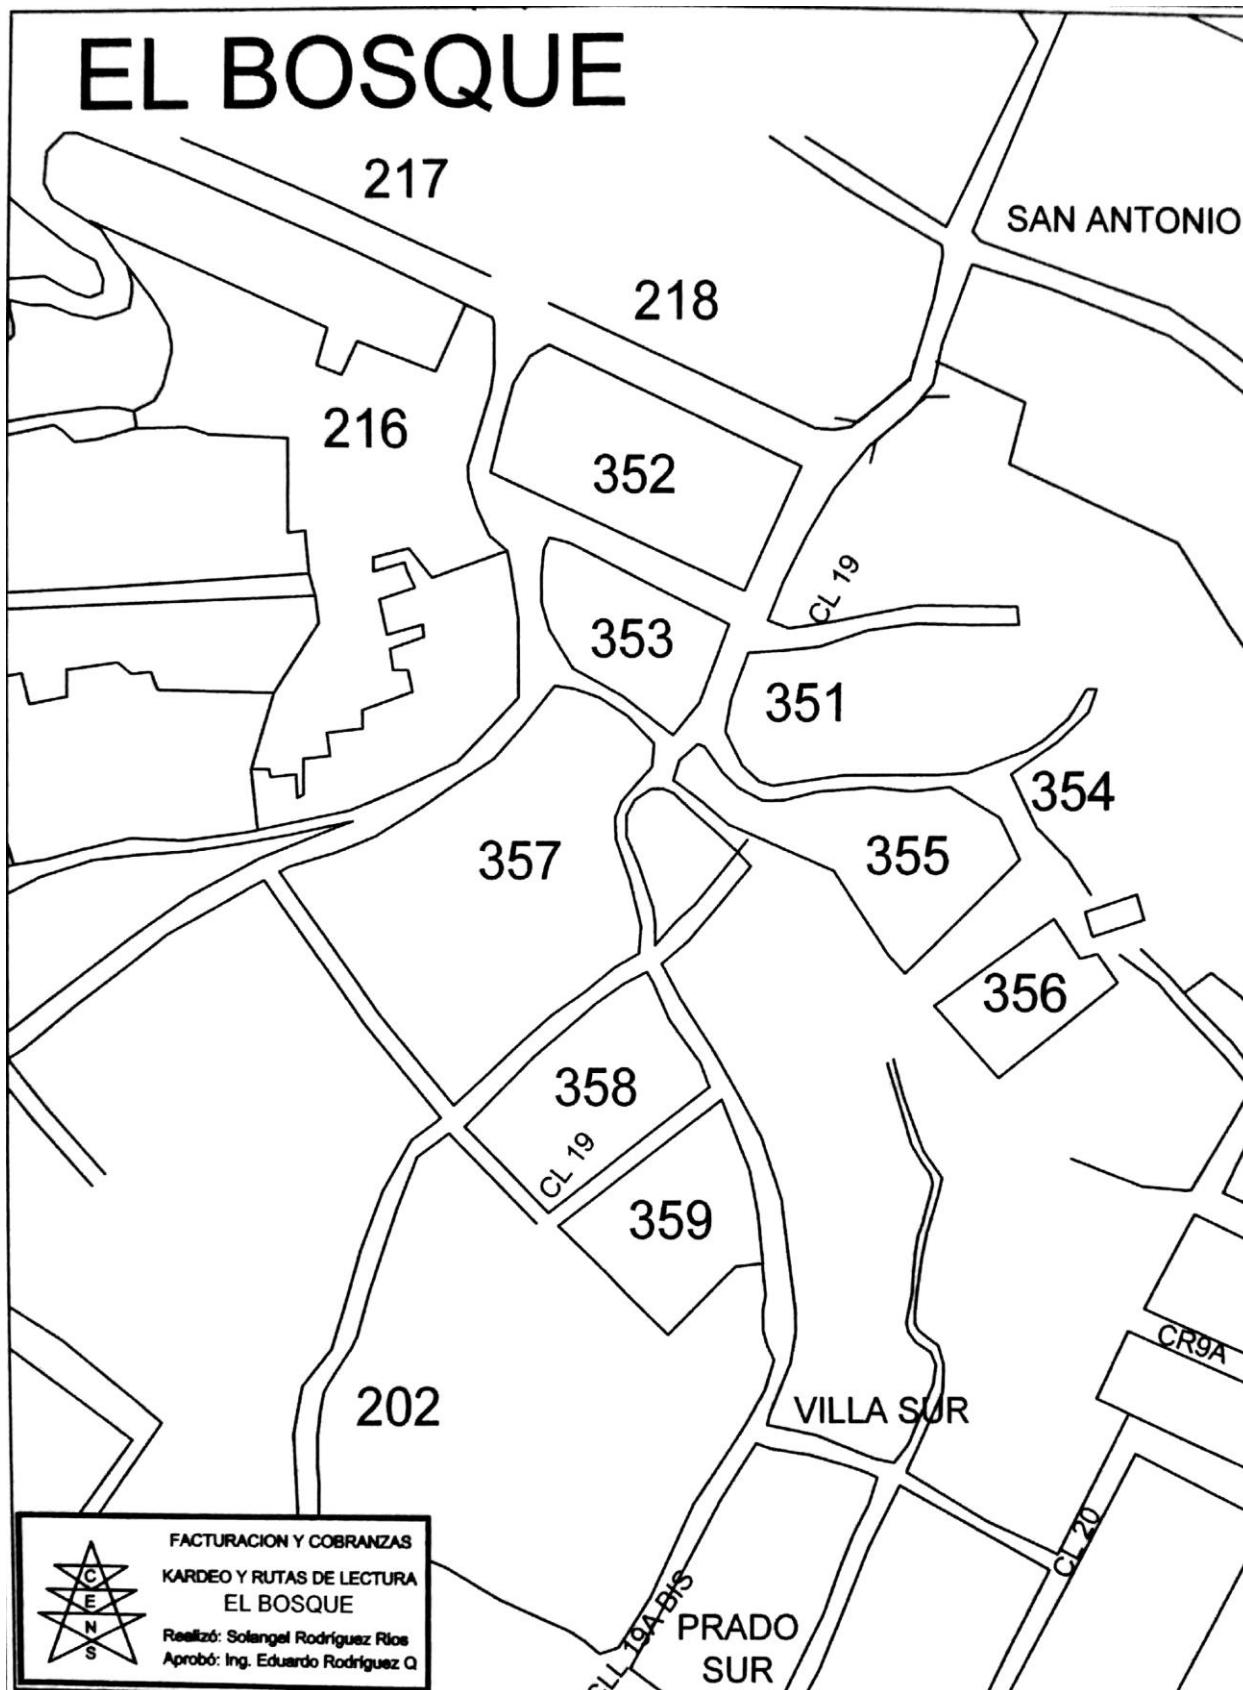 EL BOSQUE
217
SAN ANTONIO
218
216
352
CL 19
353
351
354
355
357
356
358
CL 19
359
CR9A
202
VILLA SUR
CL 20
CLL 19A BIS
PRADO
SUR
C
E
N
S
FACTURACION Y COBRANZAS
KARDEO Y RUTAS DE LECTURA
EL BOSQUE
Realizó: Solangel Rodríguez Rios
Aprobó: Ing. Eduardo Rodríguez Q